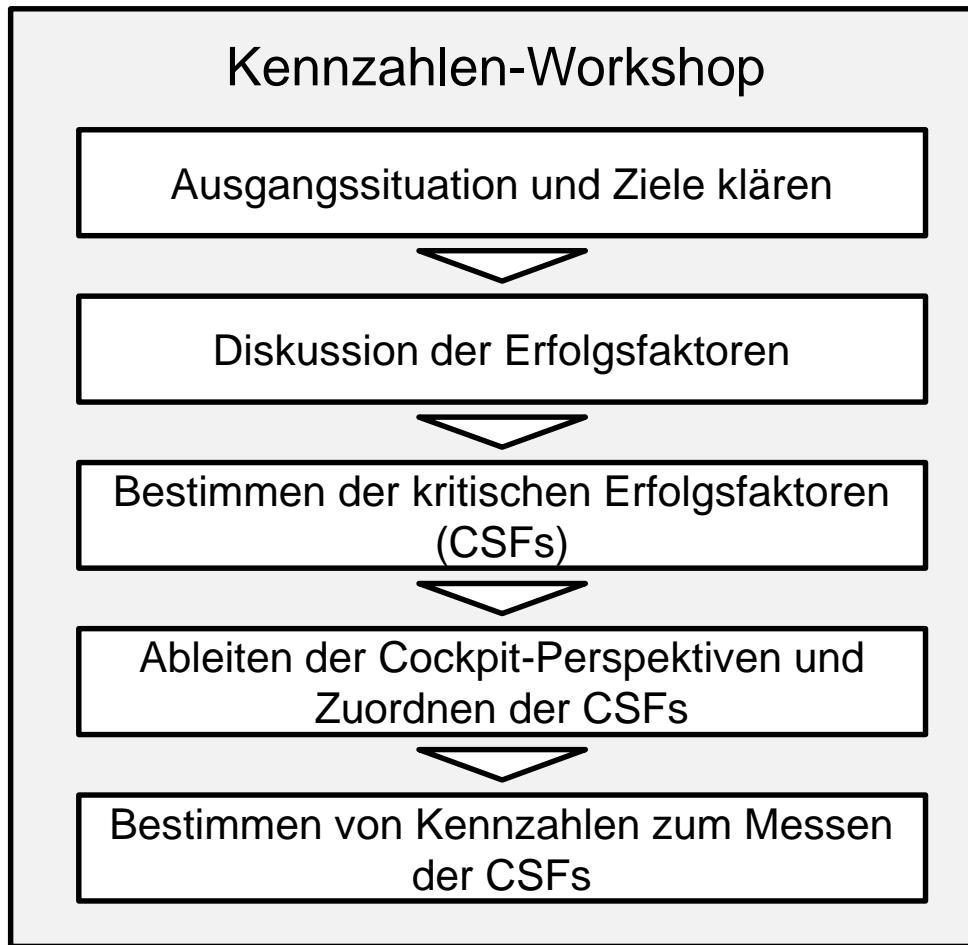 Kennzahlen-Workshop
Ausgangssituation und Ziele klären
Diskussion der Erfolgsfaktoren
Bestimmen der kritischen Erfolgsfaktoren
(CSFs)
Ableiten der Cockpit-Perspektiven und
Zuordnen der CSFs
Bestimmen von Kennzahlen zum Messen
der CSFs